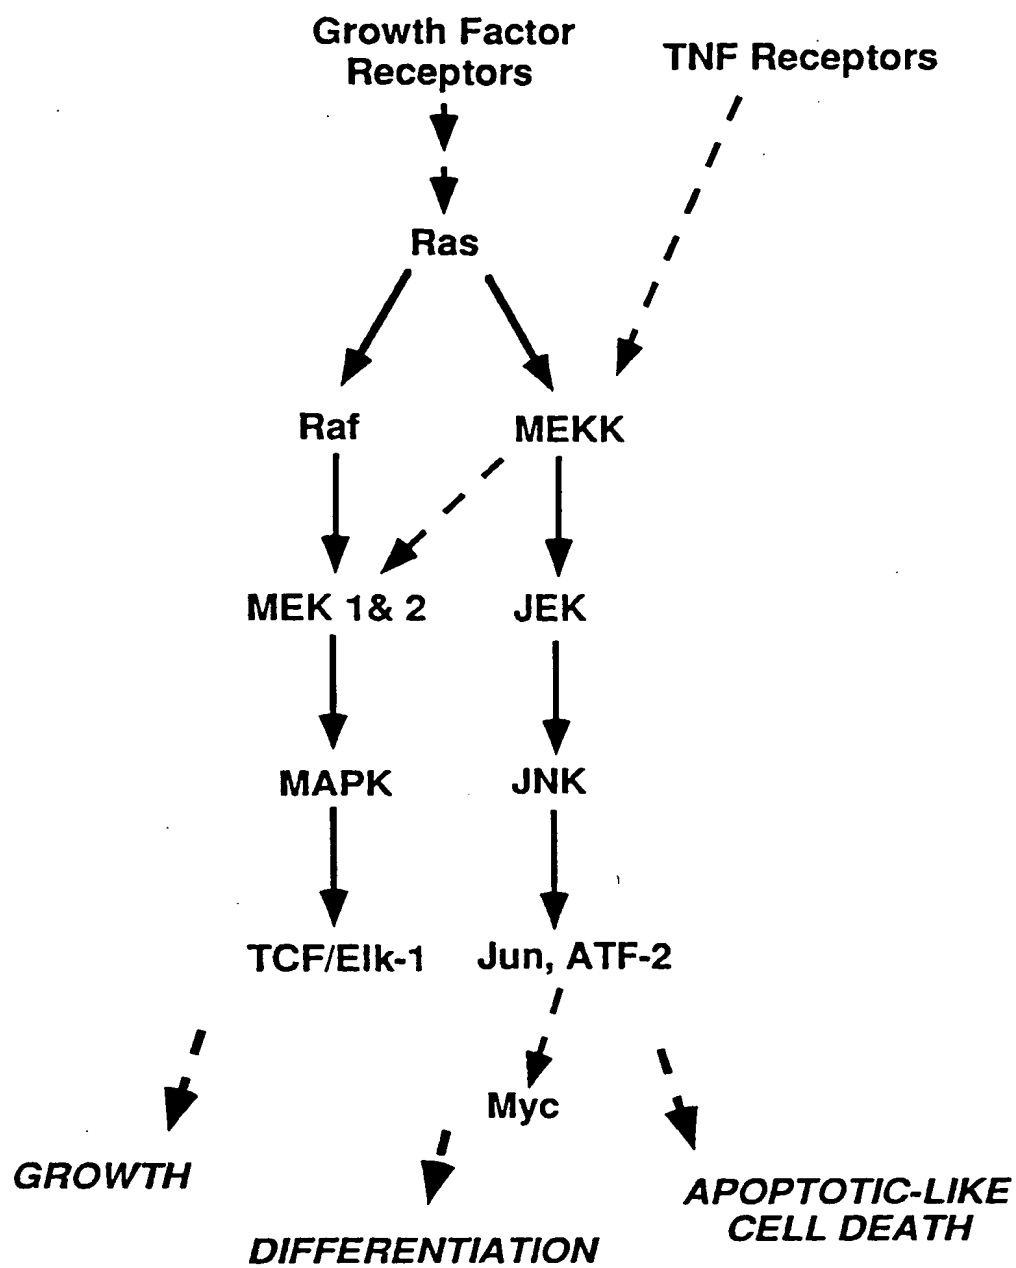 Growth Factor
Receptors
TNF Receptors
Ras
Raf
MEKK
MEK 1& 2
JEK
MAPK
JNK
TCF/Elk-1
Jun, ATF-2
Myc
GROWTH
APOPTOTIC-LIKE
CELL DEATH
DIFFERENTIATION